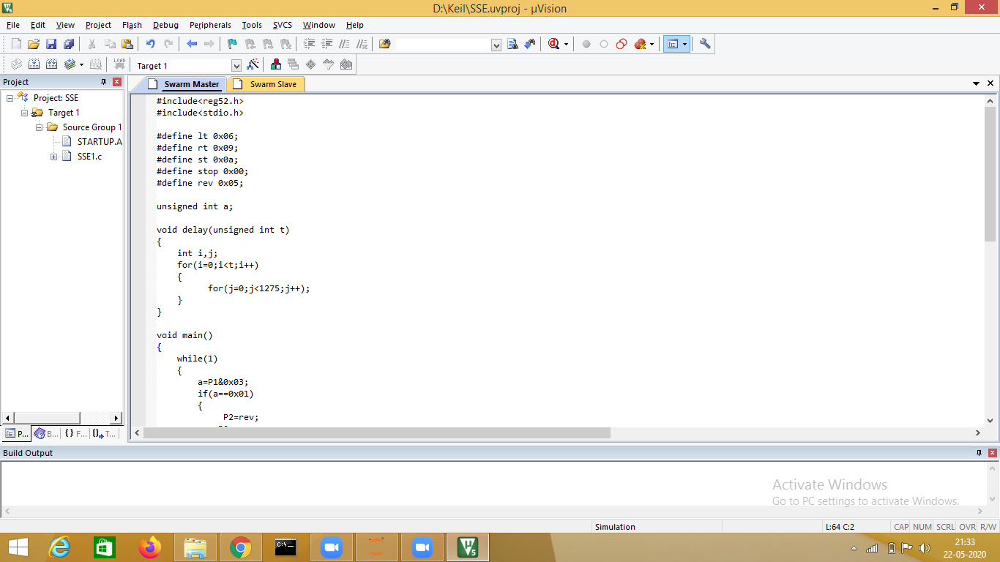 D:\Keil\SSE.uvproj - µVision
File Edit View Project Flash Debug Peripherals Tools SVCS Window Help
LOAD
Target 1
Project
Project: SSE
Target 1
Source Group 1
STARTUP.A
SSE1.c
P... B... {} F... 0 T...
Swarm Master Swarm Slave
#include<reg52.h>
#include<stdio.h>
#define lt 0x06;
#define rt 0x09;
#define st 0x0a;
#define stop 0x00;
#define rev 0x05;
unsigned int a;
void delay(unsigned int t)
{
int i,j;
for(i=0;i<t;i++)
{
for(j=0;j<1275;j++);
}
}
void main()
{
while(1)
{
a=P1&0x03;
if(a==0x01)
{
P2=rev;
Build Output
Activate Windows
Go to PC settings to activate Windows.
Simulation L:64 C:2 CAP NUM SCRL OVR R/W
C:\_
5
21:33
22-05-2020